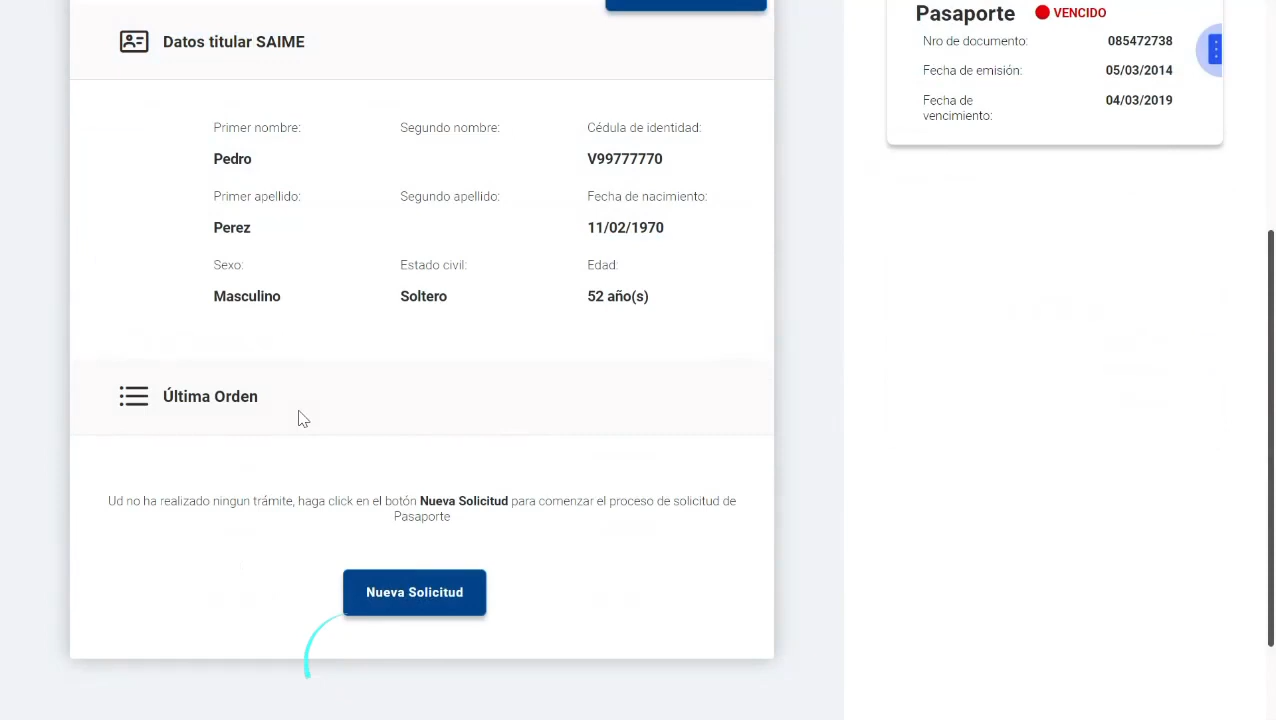 Datos titular SAIME
Primer nombre: Segundo nombre: Cédula de identidad:
Pedro V99777770
Primer apellido: Segundo apellido: Fecha de nacimiento:
Perez 11/02/1970
Sexo: Estado civil: Edad:
Masculino Soltero 52 año(s)
Última Orden
Ud no ha realizado ningun trámite, haga click en el botón Nueva Solicitud para comenzar el proceso de solicitud de
Pasaporte
Nueva Solicitud
Pasaporte VENCIDO
Nro de documento: 085472738
Fecha de emisión: 05/03/2014
Fecha de 04/03/2019
vencimiento: